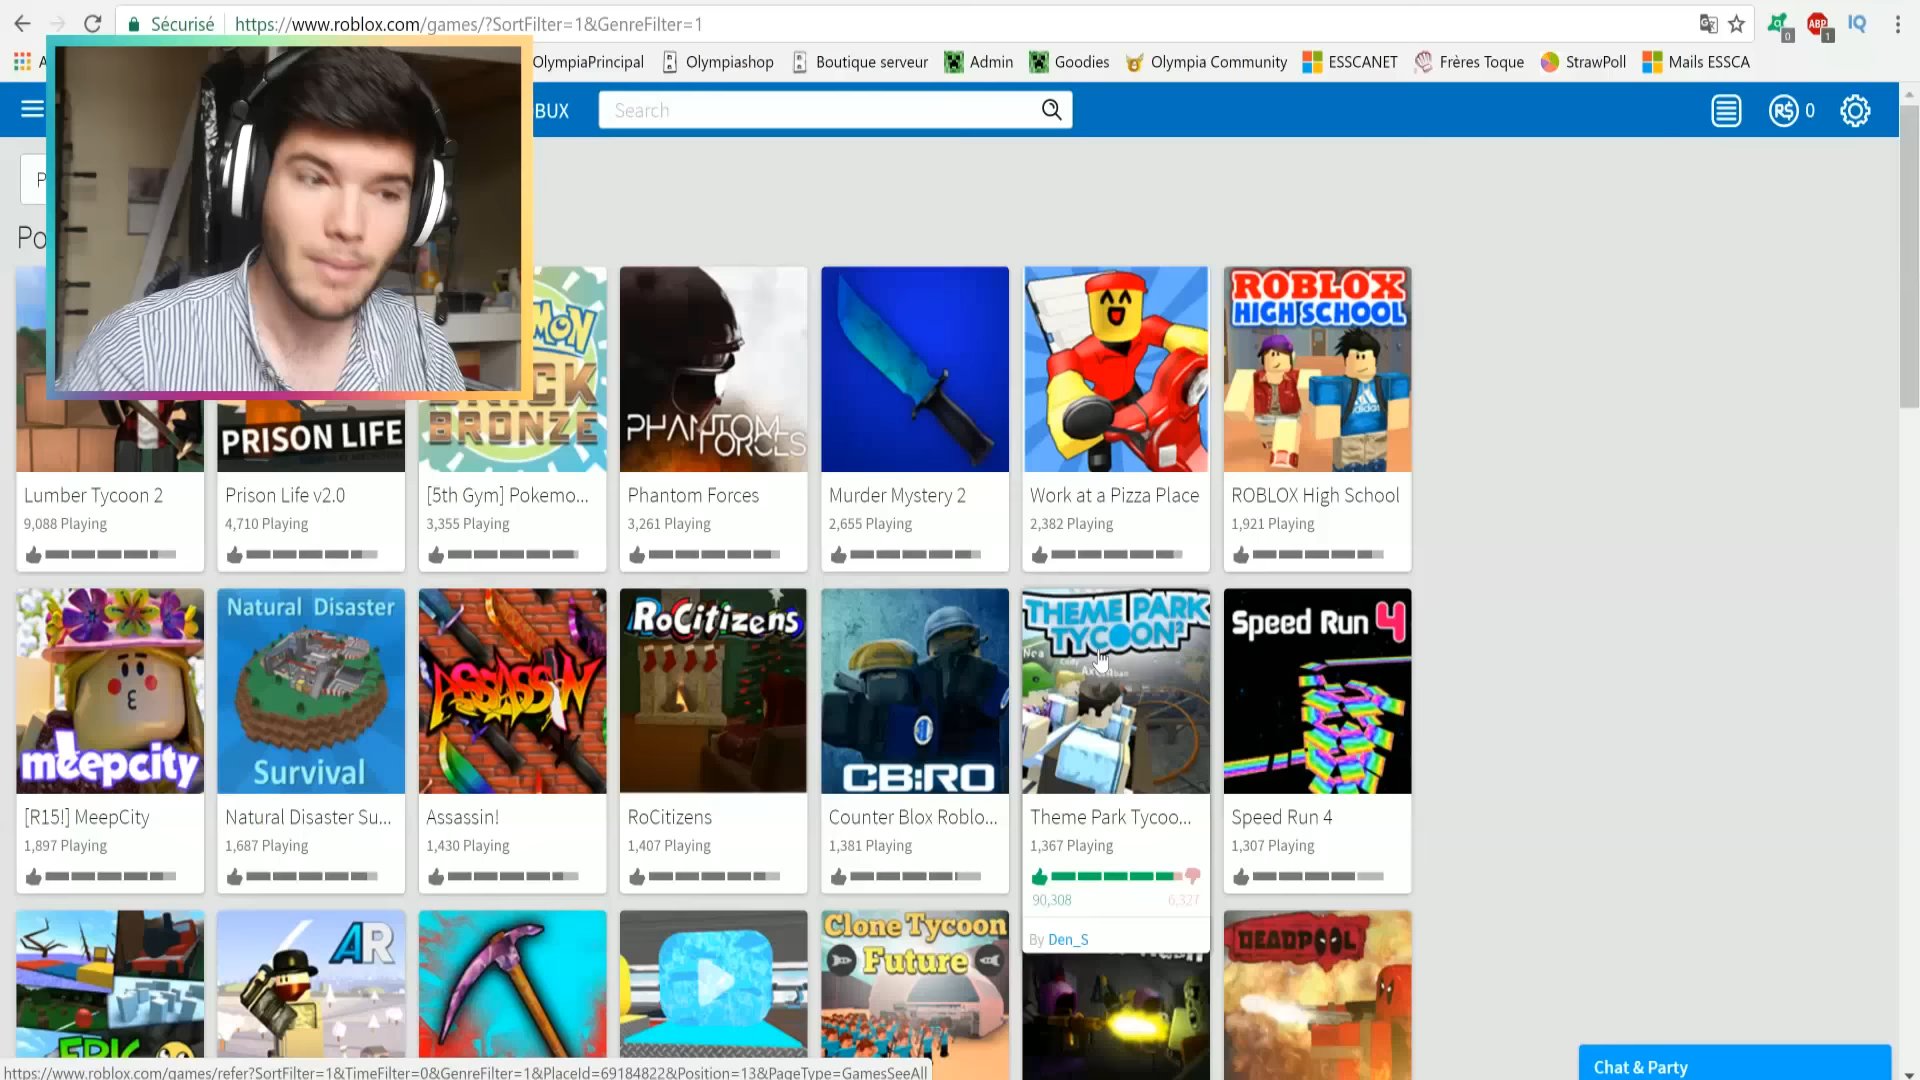 Sécurisé https://www.roblox.com/games/?SortFilter=1&GenreFilter=1
0 ABP 1 IQ
OlympiaPrincipal Olympiashop Boutique serveur Admin Goodies Olympia Community ESSCANET Frères Toque StrawPoll Mails ESSCA
BUX Search R$ 0
Po
PRISON LIFE
BRONZE
PHANTOM FORCES
ROBLOX
HIGH SCHOOL
Lumber Tycoon 2 Prison Life v2.0 [5th Gym] Pokemo... Phantom Forces Murder Mystery 2 Work at a Pizza Place ROBLOX High School
9,088 Playing 4,710 Playing 3,355 Playing 3,261 Playing 2,655 Playing 2,382 Playing 1,921 Playing
meepcity
Natural Disaster
Survival
ASSASSIN
RoCitizens
CB:RO
THEME PARK
TYCOON2
Speed Run 4
[R15!] MeepCity Natural Disaster Su... Assassin! RoCitizens Counter Blox Roblo... Theme Park Tycoo... Speed Run 4
1,897 Playing 1,687 Playing 1,430 Playing 1,407 Playing 1,381 Playing 1,367 Playing 1,307 Playing
90,308 6,327
By Den_S
EPIC
AR
Clone Tycoon
Future
DEADPOOL
Chat & Party
https://www.roblox.com/games/refer?SortFilter=1&TimeFilter=0&GenreFilter=1&PlaceId=69184822&Position=13&PageType=GamesSeeAll